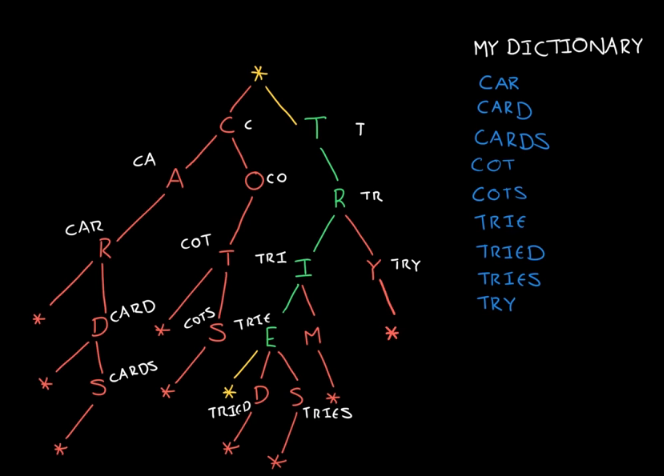 MY DICTIONARY
*
CAR
C C
T T
CARD
CARDS
CA
A
O CO
COT
R TR
COTS
CAR
TRIE
R
COT
T
TRI
I
Y TRY
TRIED
TRIES
TRY
*
D CARD
*
COTS
S
TRIE
E
M
*
*
S CARDS
*
*
D
S
*
TRIED
TRIES
*
*
*